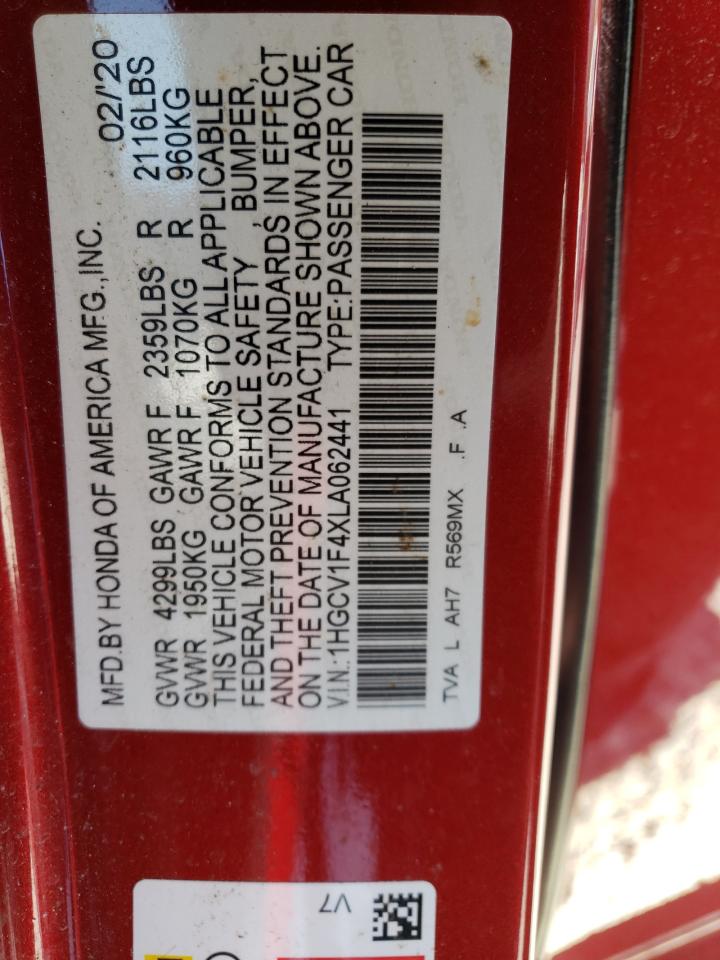 MFD.BY HONDA OF AMERICA MFG.,INC. 02/'20
GVWR 4299LBS GAWR F 2359LBS R 2116LBS
GVWR 1950KG GAWR F 1070KG R 960KG
THIS VEHICLE CONFORMS TO ALL APPLICABLE
FEDERAL MOTOR VEHICLE SAFETY , BUMPER,
AND THEFT PREVENTION STANDARDS IN EFFECT
ON THE DATE OF MANUFACTURE SHOWN ABOVE.
V.I.N.:1HGCV1F4XLA062441 TYPE:PASSENGER CAR
TVA L AH7 R569MX .F .A
V7